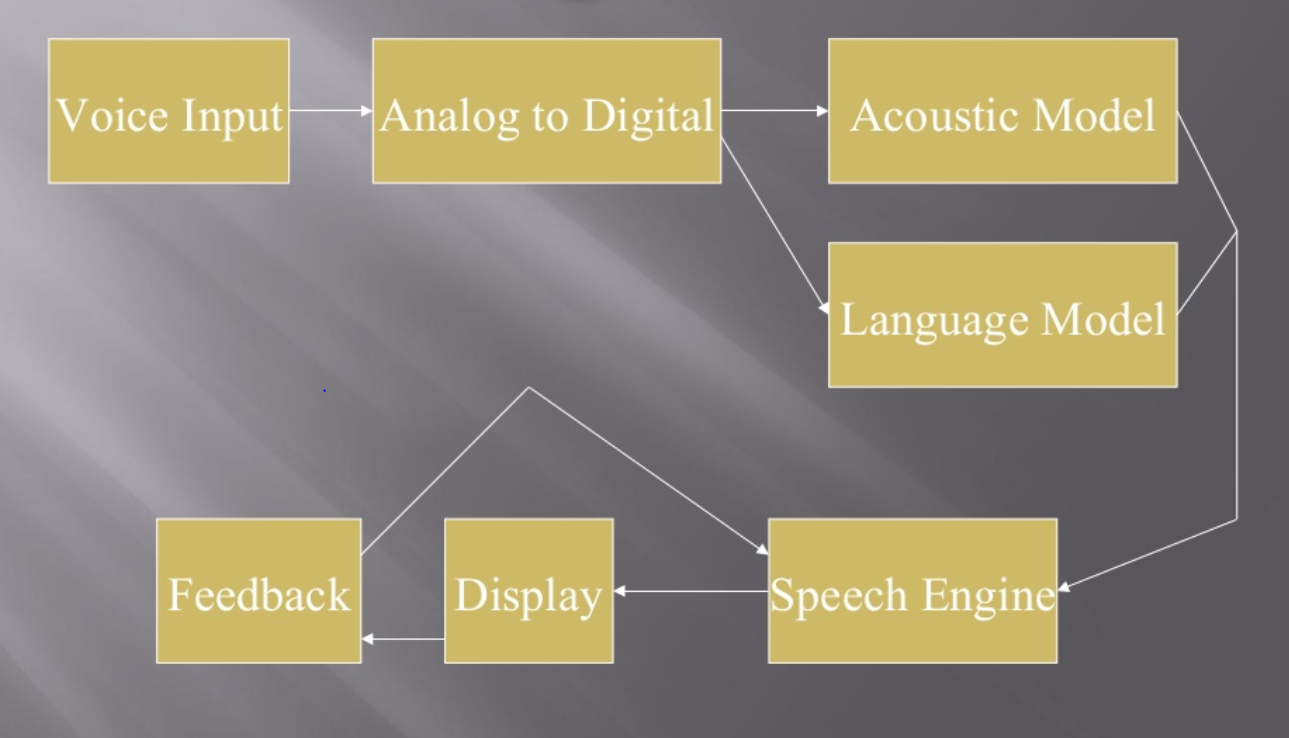 Voice Input
Analog to Digital
Acoustic Model
Language Model
Feedback
Display
Speech Engine